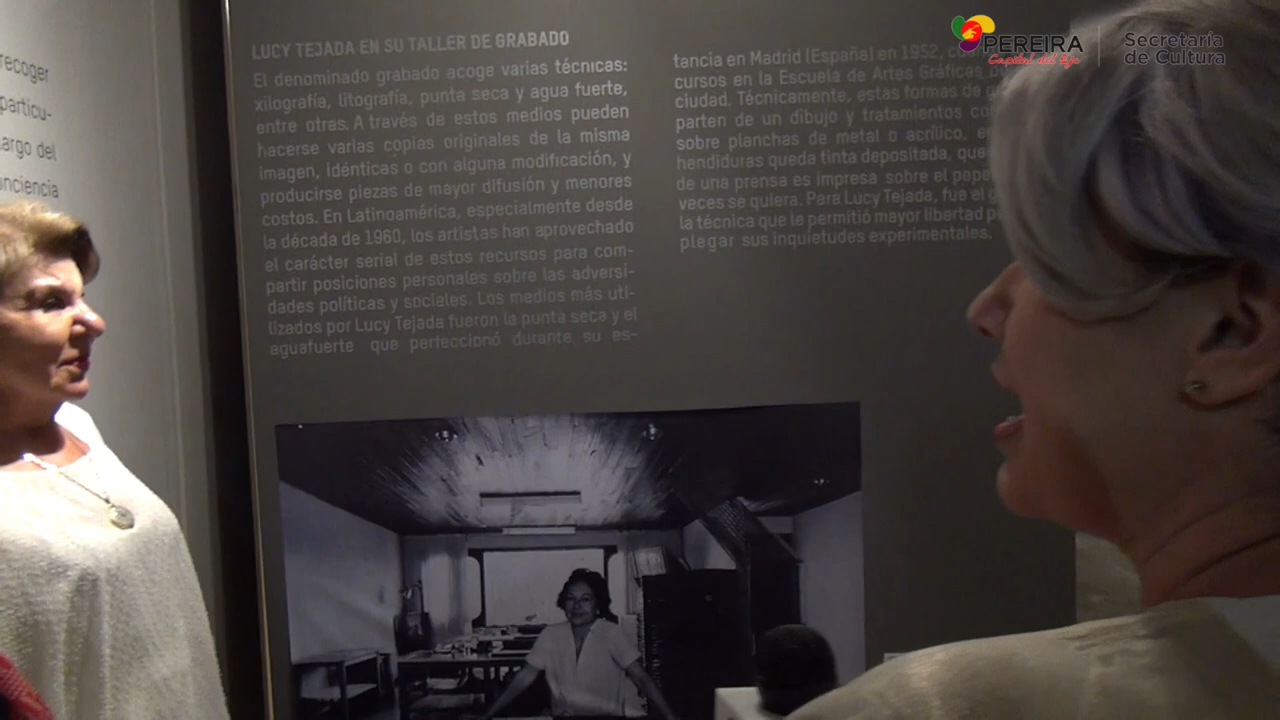 recoger
particu-
argo del
nciencia
LUCY TEJADA EN SU TALLER DE GRABADO
El denominado grabado acoge varias técnicas:
xilografía, litografía, punta seca y agua fuerte,
entre otras. A través de estos medios pueden
hacerse varias copias originales de la misma
imagen, idénticas o con alguna modificación, y
producirse piezas de mayor difusión y menores
costos. En Latinoamérica, especialmente desde
la década de 1960, los artistas han aprovechado
el carácter serial de estos recursos para com-
partir posiciones personales sobre las adversi-
dades políticas y sociales. Los medios más uti-
lizados por Lucy Tejada fueron la punta seca y el
aguafuerte que perfeccionó durante su es-
tancia en Madrid (España) en 1952,
cursos en la Escuela de Artes Gráficas
ciudad. Técnicamente, estas formas de
parten de un dibujo y tratamientos
sobre planchas de metal o acrílico,
hendiduras queda tinta depositada, que
de una prensa es impresa sobre el pape
veces se quiera. Para Lucy Tejada, fue el
la técnica que le permitió mayor libertad
plegar sus inquietudes experimentales.
PEREIRA
Capital del Eje
Secretaría
de Cultura